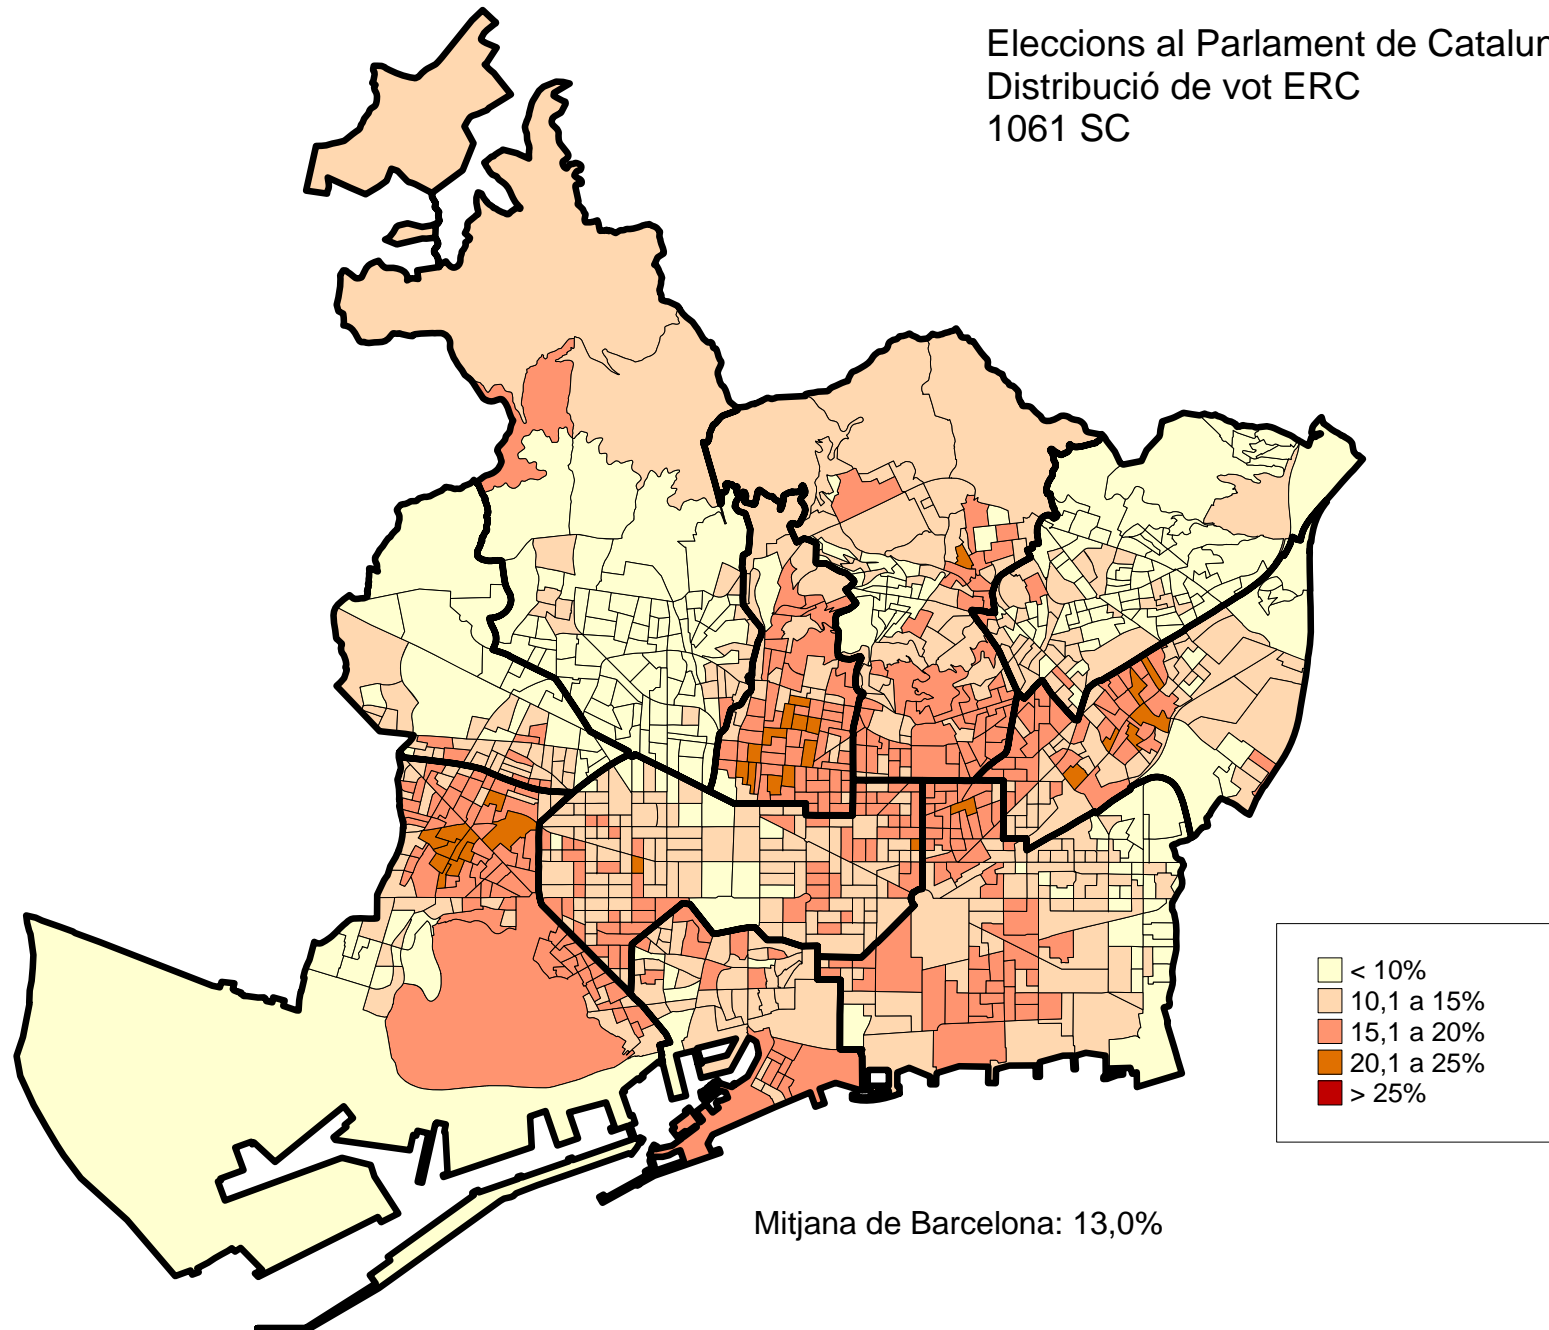 Eleccions al Parlament de Catalun
Distribució de vot ERC
1061 SC
< 10%
10,1 a 15%
15,1 a 20%
20,1 a 25%
> 25%
Mitjana de Barcelona: 13,0%